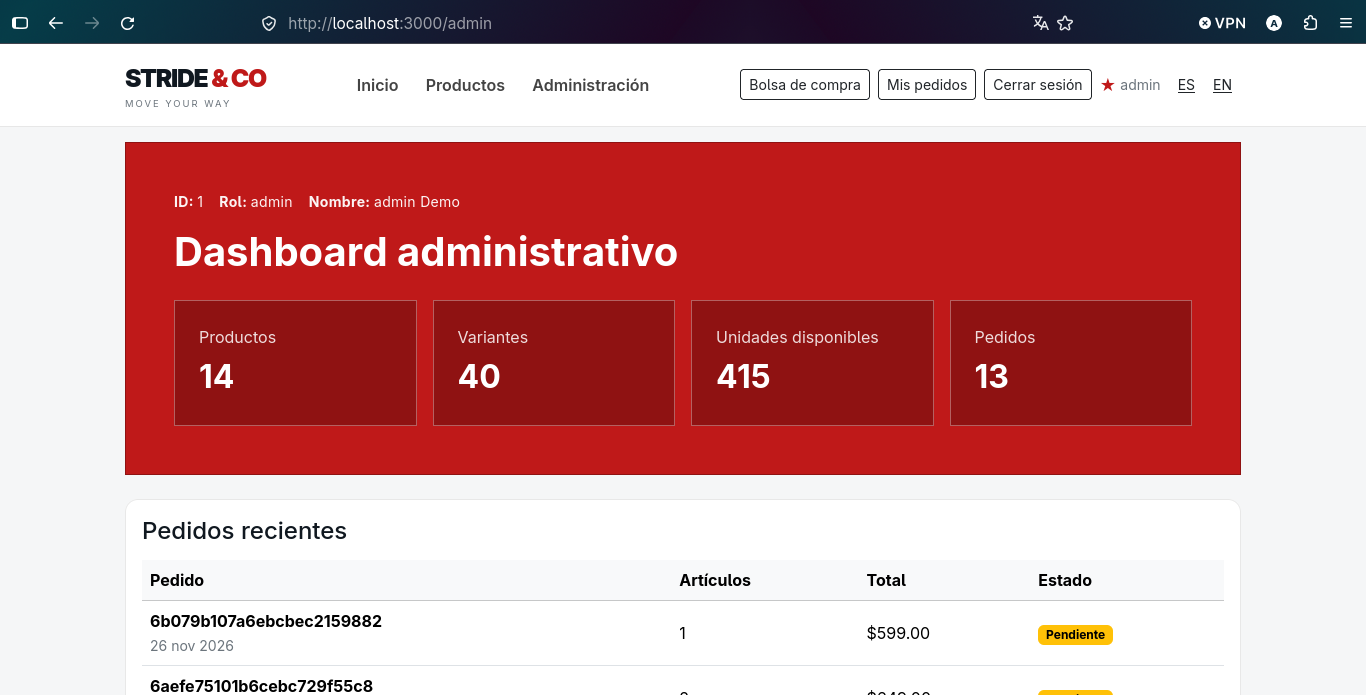 http://localhost:3000/admin
VPN
A
STRIDE & CO
MOVE YOUR WAY
Inicio
Productos
Administración
Bolsa de compra
Mis pedidos
Cerrar sesión
★ admin
ES
EN
ID: 1 Rol: admin Nombre: admin Demo
Dashboard administrativo
Productos
14
Variantes
40
Unidades disponibles
415
Pedidos
13
Pedidos recientes
Pedido Artículos Total Estado
6b079b107a6ebcbec2159882
26 nov 2026
1
$599.00
Pendiente
6aefe75101b6cebc729f55c8